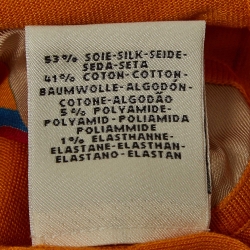 53% SOIE-SILK-SEIDE-
SEDA-SETA
41% COTON-COTTON-
BAUMWOLLE-ALGODÓN-
COTONE-ALGODÃO
5% POLYAMIDE-
POLYAMID-POLIAMIDA
POLIAMMIDE
1% ELASTHANNE-
ELASTANE-ELASTHAN-
ELASTANO-ELASTAN